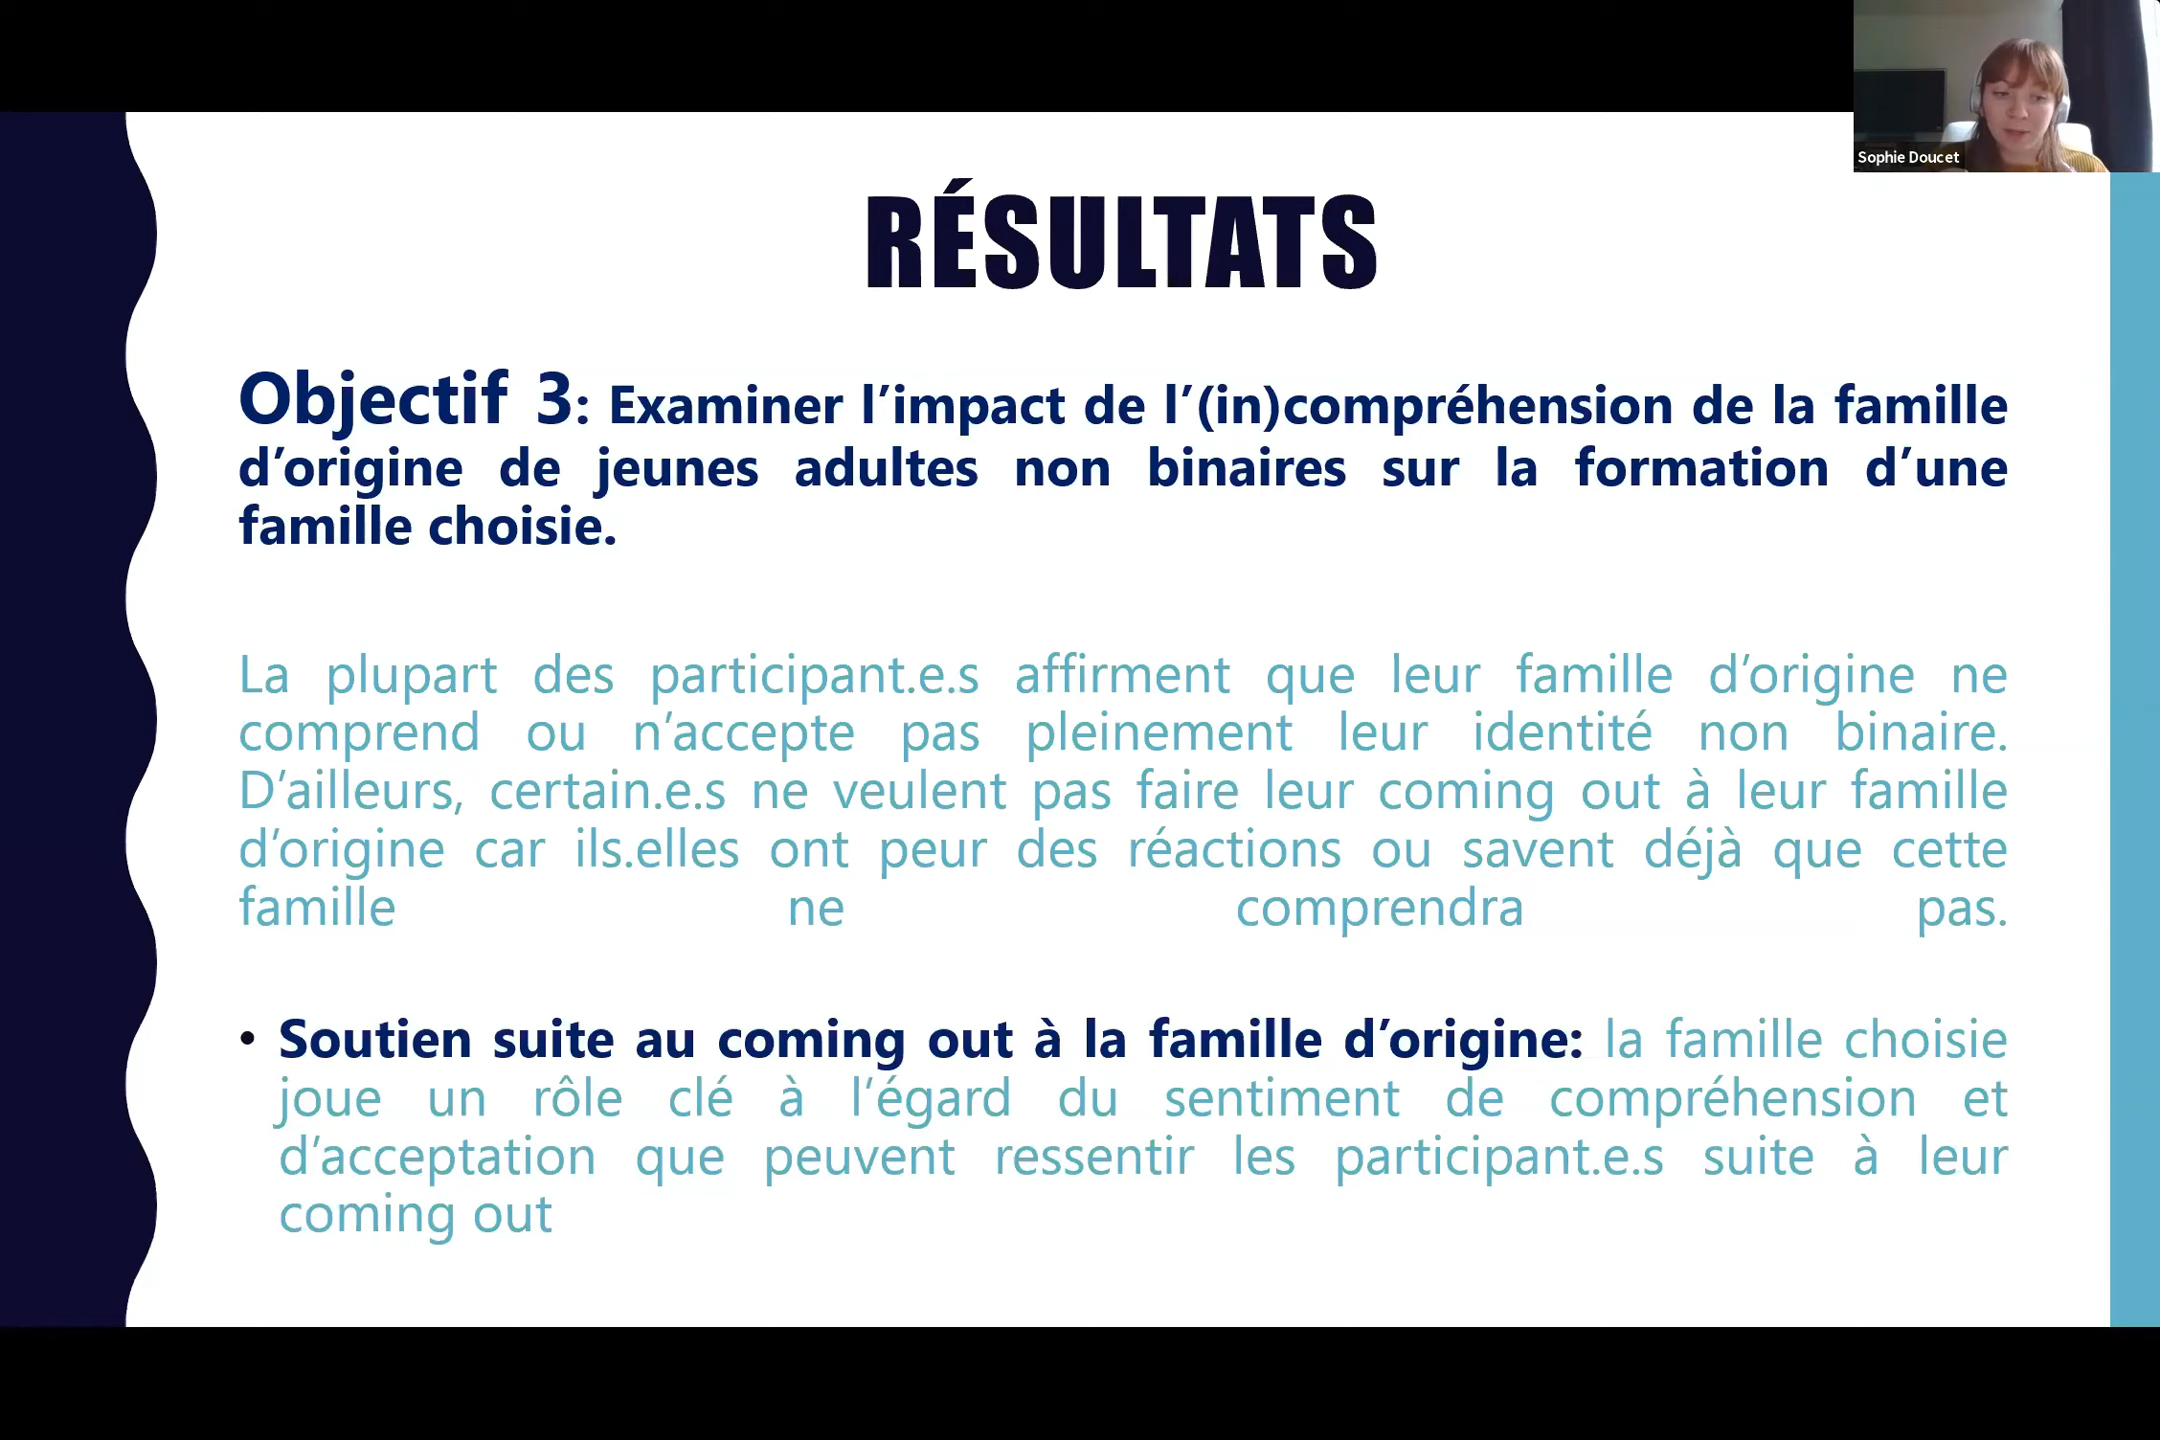 Sophie Doucet
RÉSULTATS
Objectif 3: Examiner l’impact de l’(in)compréhension de la famille
d’origine de jeunes adultes non binaires sur la formation d’une
famille choisie.
La plupart des participant.e.s affirment que leur famille d’origine ne
comprend ou n’accepte pas pleinement leur identité non binaire.
D’ailleurs, certain.e.s ne veulent pas faire leur coming out à leur famille
d’origine car ils.elles ont peur des réactions ou savent déjà que cette
famille ne comprendra pas.
• Soutien suite au coming out à la famille d’origine: la famille choisie
joue un rôle clé à l’égard du sentiment de compréhension et
d’acceptation que peuvent ressentir les participant.e.s suite à leur
coming out